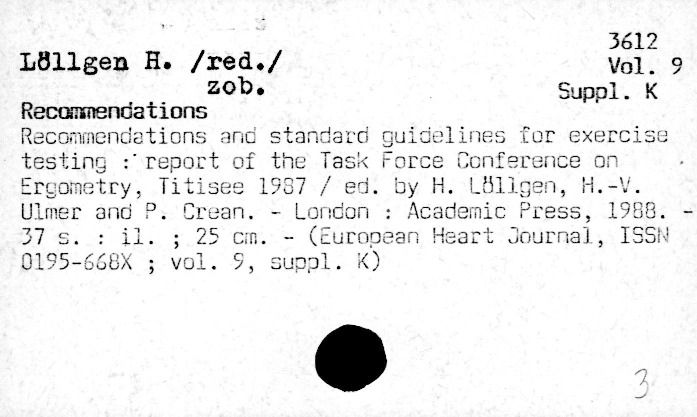 3612
Löllgen H. /red./
Vol. 9
zob.
Suppl. K
Recommendations
Recommendations and standard guidelines for exercise
testing : report of the Task Force Conference on
Ergometry, Titisee 1987 / ed. by H. Löllgen, H.-V.
Ulmer and P. Crean. - London : Academic Press, 1988. -
37 s. : il. ; 25 cm. - (European Heart Journal, ISSN
0195-668X ; vol. 9, suppl. K)
3